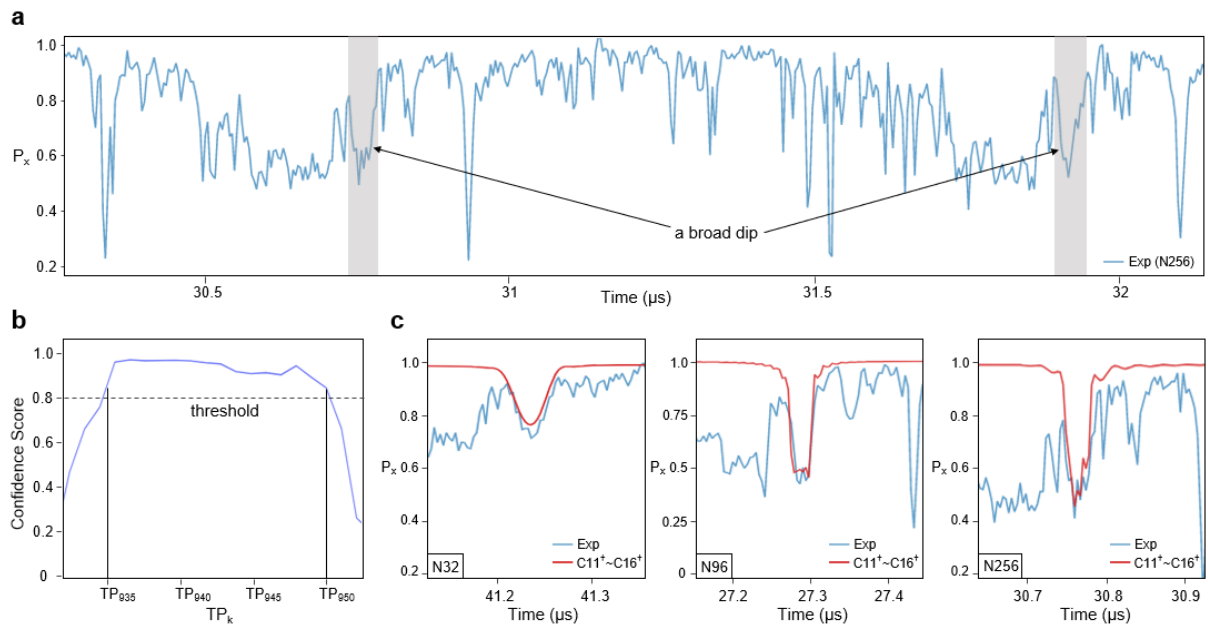 a
1.0
0.8
Pₓ
0.6
0.4
0.2
a broad dip
Exp (N256)
30.5
31
31.5
32
Time (µs)
b
1.0
0.8
0.6
0.4
0.2
0
Confidence Score
threshold
TP₉₃₅
TP₉₄₀
TP₉₄₅
TP₉₅₀
TPₖ
c
1.0
0.8
Pₓ
0.6
0.4
0.2
Exp
C11†~C16†
N32
41.2
41.3
Time (µs)
1.0
0.75
Pₓ
0.5
0.25
0
Exp
C11†~C16†
N96
27.2
27.3
27.4
Time (µs)
1.0
0.8
Pₓ
0.6
0.4
0.2
Exp
C11†~C16†
N256
30.7
30.8
30.9
Time (µs)